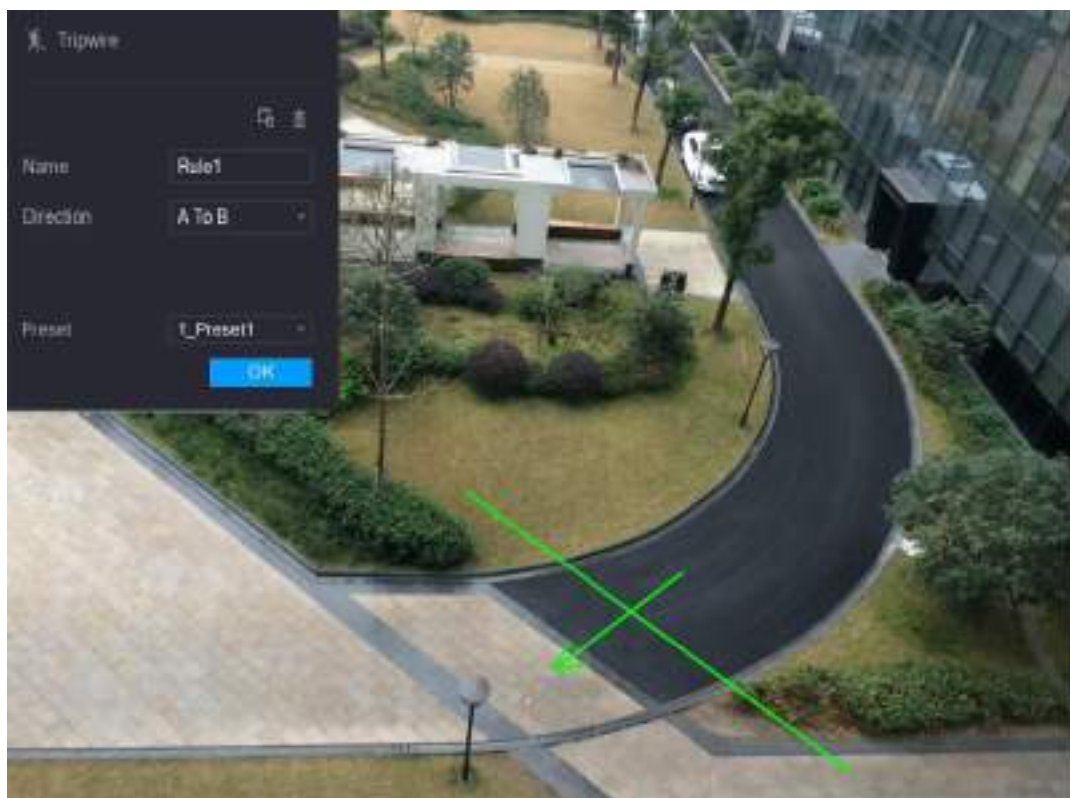 Tripwire
Name Rule1
Direction A To B
Preset 1_Preset1
OK